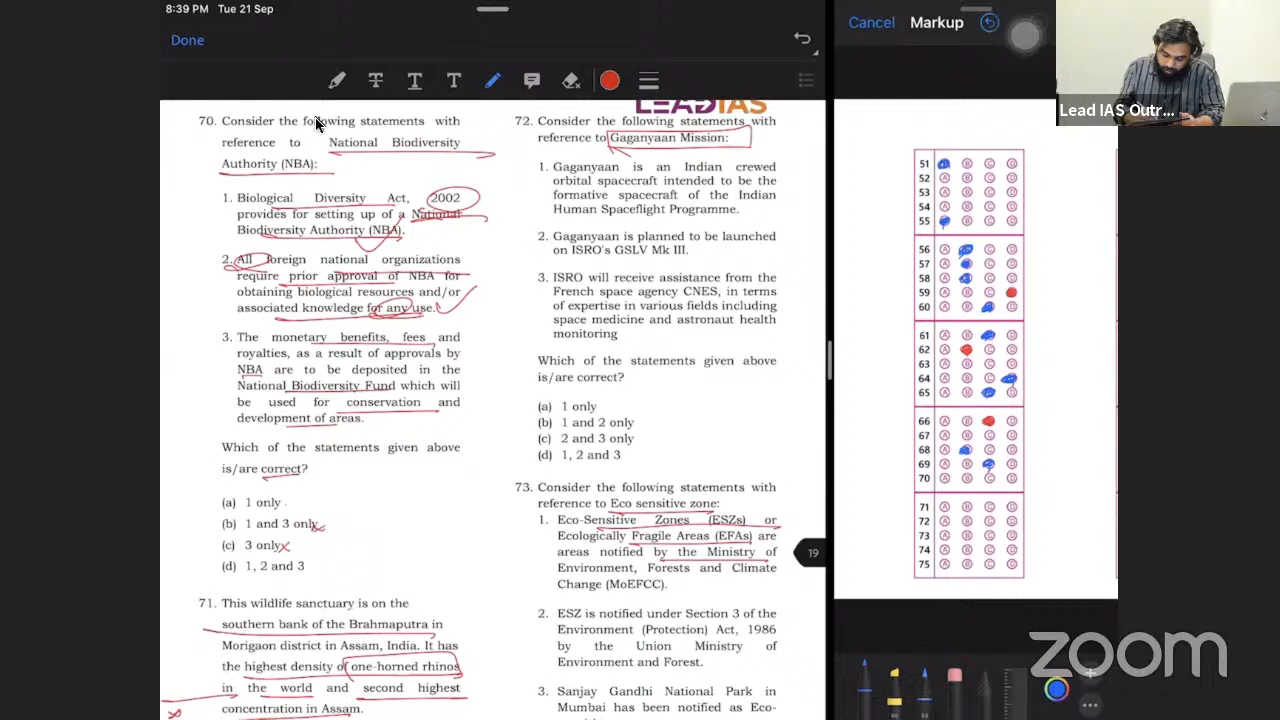 8:39 PM Tue 21 Sep
Done
Cancel
Markup
Lead IAS Outr...
LEADIAS
70. Consider the following statements with
reference to National Biodiversity
Authority (NBA):
1. Biological Diversity Act, 2002
provides for setting up of a National
Biodiversity Authority (NBA).
2. All foreign national organizations
require prior approval of NBA for
obtaining biological resources and/or
associated knowledge for any use.
3. The monetary benefits, fees and
royalties, as a result of approvals by
NBA are to be deposited in the
National Biodiversity Fund which will
be used for conservation and
development of areas.
Which of the statements given above
is/are correct?
(a) 1 only
(b) 1 and 3 only
(c) 3 only
(d) 1, 2 and 3
71. This wildlife sanctuary is on the
southern bank of the Brahmaputra in
Morigaon district in Assam, India. It has
the highest density of one-horned rhinos
in the world and second highest
concentration in Assam.
72. Consider the following statements with
reference to Gaganyaan Mission:
1. Gaganyaan is an Indian crewed
orbital spacecraft intended to be the
formative spacecraft of the Indian
Human Spaceflight Programme.
2. Gaganyaan is planned to be launched
on ISRO's GSLV Mk III.
3. ISRO will receive assistance from the
French space agency CNES, in terms
of expertise in various fields including
space medicine and astronaut health
monitoring
Which of the statements given above
is/are correct?
(a) 1 only
(b) 1 and 2 only
(c) 2 and 3 only
(d) 1, 2 and 3
73. Consider the following statements with
reference to Eco sensitive zone:
1. Eco-Sensitive Zones (ESZs) or
Ecologically Fragile Areas (EFAs) are
areas notified by the Ministry of
Environment, Forests and Climate
Change (MoEFCC).
2. ESZ is notified under Section 3 of the
Environment (Protection) Act, 1986
by the Union Ministry of
Environment and Forest.
3. Sanjay Gandhi National Park in
Mumbai has been notified as Eco-
19
51 B C D
52 A B C D
53 A B C D
54 A B C D
55 B C D
56 A C D
57 A C D
58 A C D
59 A B C
60 A B D
61 A B D
62 A C D
63 A B C D
64 A B C
65 A B D
66 A B D
67 A B C D
68 A C D
69 A B D
70 A B C D
71 A B C D
72 A B C D
73 A B C D
74 A B C D
75 A B C D
zoom